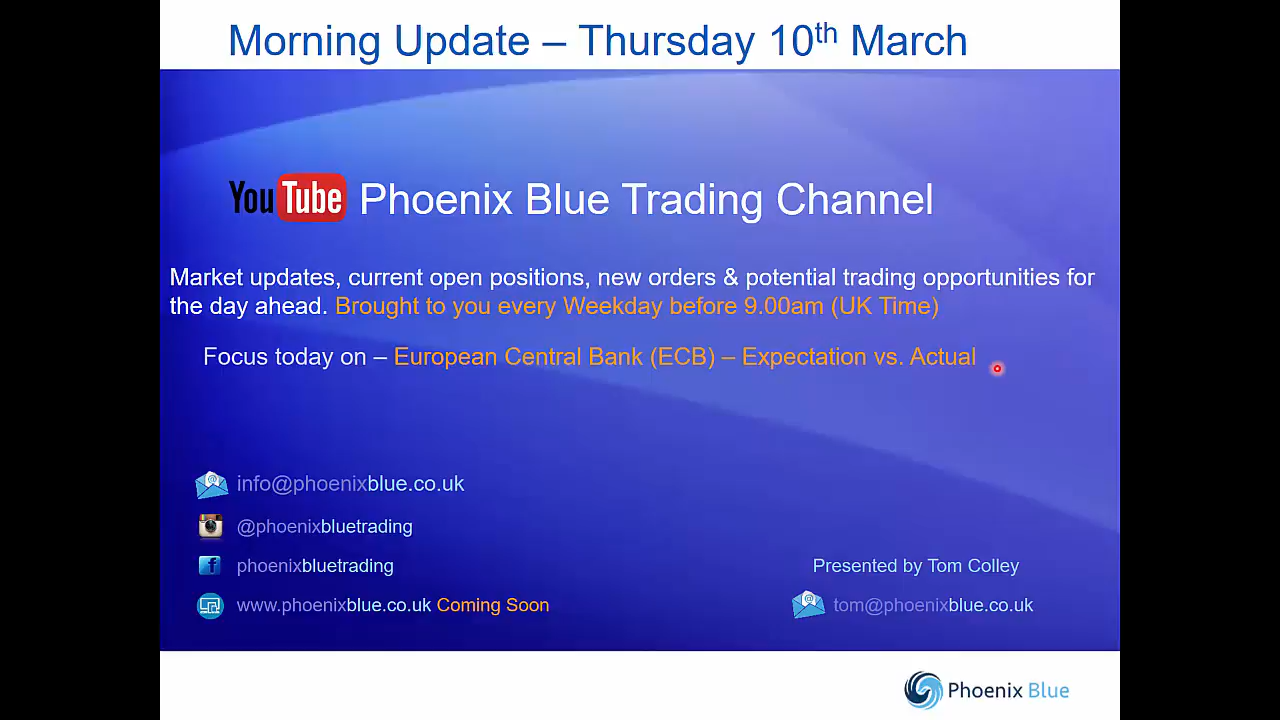 Morning Update – Thursday 10th March
YouTube Phoenix Blue Trading Channel
Market updates, current open positions, new orders & potential trading opportunities for
the day ahead. Brought to you every Weekday before 9.00am (UK Time)
Focus today on – European Central Bank (ECB) – Expectation vs. Actual
info@phoenixblue.co.uk
@phoenixbluetrading
phoenixbluetrading
Presented by Tom Colley
www.phoenixblue.co.uk Coming Soon
tom@phoenixblue.co.uk
Phoenix Blue